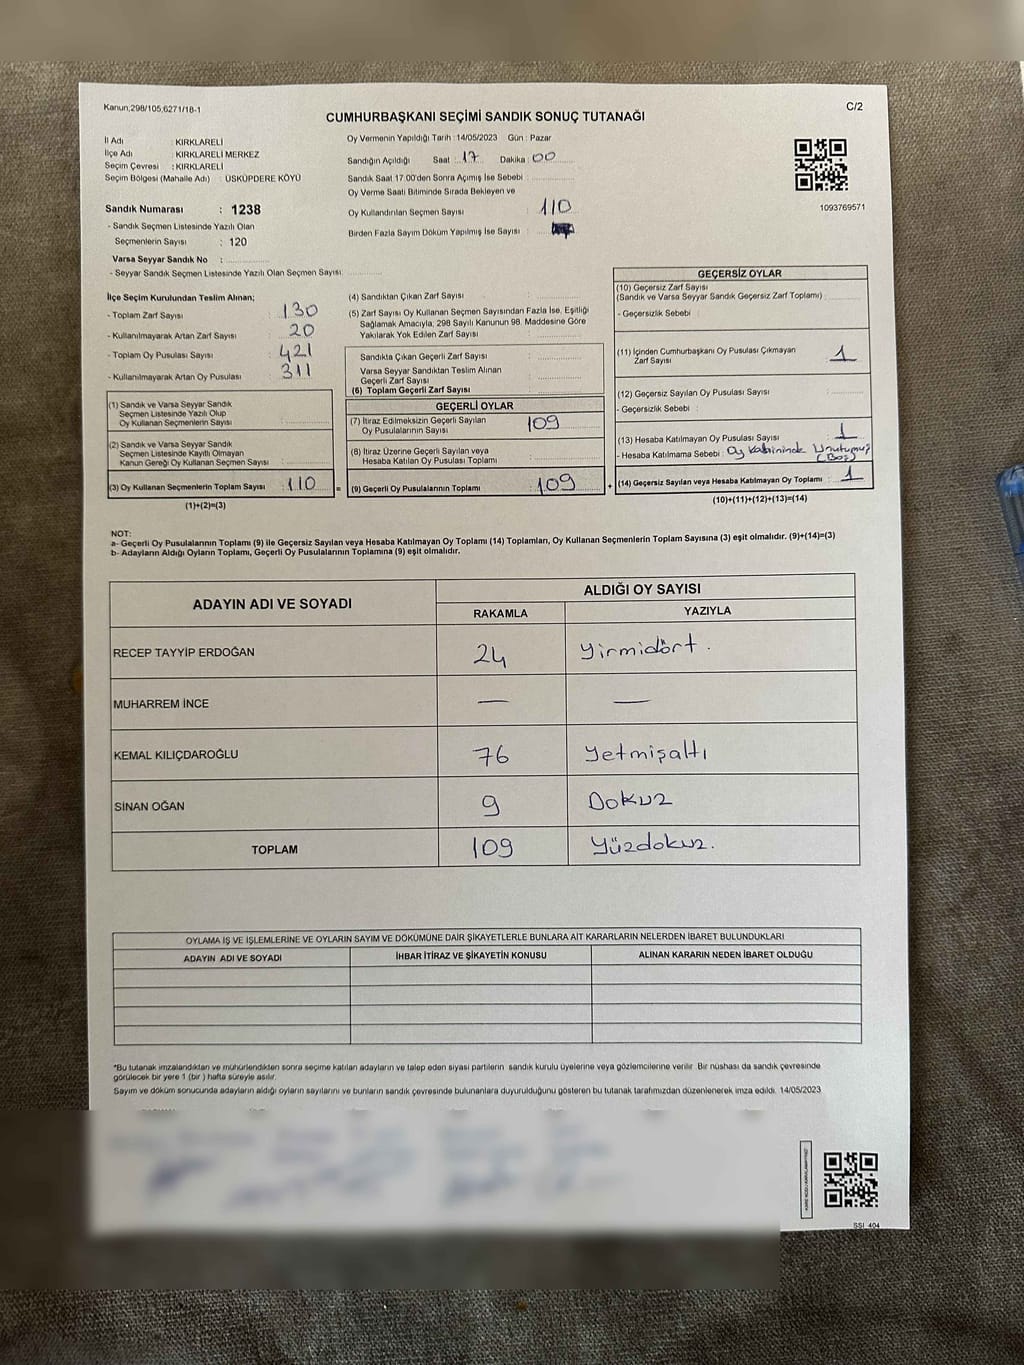 Kanun;298/105,6271/18-1
C/2
CUMHURBAŞKANI SEÇİMİ SANDIK SONUÇ TUTANAĞI
İl Adı : KIRKLARELİ
İlçe Adı : KIRKLARELİ MERKEZ
Seçim Çevresi : KIRKLARELİ
Seçim Bölgesi (Mahalle Adı) : ÜSKÜPDERE KÖYÜ
Oy Vermenin Yapıldığı Tarih :14/05/2023 Gün : Pazar
Sandığın Açıldığı Saat : 17 Dakika : 00
Sandık Saat 17:00'den Sonra Açımış İse Sebebi :
Oy Verme Saati Bitiminde Sırada Bekleyen ve
Oy Kullandırılan Seçmen Sayısı : 110
Birden Fazla Sayım Döküm Yapılmış İse Sayısı :
1093769571
Sandık Numarası : 1238
- Sandık Seçmen Listesinde Yazılı Olan
Seçmenlerin Sayısı : 120
Varsa Seyyar Sandık No :
- Seyyar Sandık Seçmen Listesinde Yazılı Olan Seçmen Sayısı:
İlçe Seçim Kurulundan Teslim Alınan;
- Toplam Zarf Sayısı : 130
- Kullanılmayarak Artan Zarf Sayısı : 20
- Toplam Oy Pusulası Sayısı : 421
- Kullanılmayarak Artan Oy Pusulası : 311
(1) Sandık ve Varsa Seyyar Sandık
Seçmen Listesinde Yazılı Olup
Oy Kullanan Seçmenlerin Sayısı :
(2) Sandık ve Varsa Seyyar Sandık
Seçmen Listesinde Kayıtlı Olmayan
Kanun Gereği Oy Kullanan Seçmen Sayısı :
(3) Oy Kullanan Seçmenlerin Toplam Sayısı : 110
(1)+(2)=(3)
=
(4) Sandıktan Çıkan Zarf Sayısı :
(5) Zarf Sayısı Oy Kullanan Seçmen Sayısından Fazla İse, Eşitliği
Sağlamak Amacıyla, 298 Sayılı Kanunun 98. Maddesine Göre
Yakılarak Yok Edilen Zarf Sayısı :
Sandıkta Çıkan Geçerli Zarf Sayısı :
Varsa Seyyar Sandıktan Teslim Alınan
Geçerli Zarf Sayısı :
(6) Toplam Geçerli Zarf Sayısı :
GEÇERLİ OYLAR
(7) İtiraz Edilmeksizin Geçerli Sayılan
Oy Pusulalarının Sayısı : 109
(8) İtiraz Üzerine Geçerli Sayılan veya
Hesaba Katılan Oy Pusulası Toplamı :
(9) Geçerli Oy Pusulalarının Toplamı : 109
+
GEÇERSİZ OYLAR
(10) Geçersiz Zarf Sayısı
(Sandık ve Varsa Seyyar Sandık Geçersiz Zarf Toplamı) :
- Geçersizlik Sebebi :
(11) İçinden Cumhurbaşkanı Oy Pusulası Çıkmayan
Zarf Sayısı : 1
(12) Geçersiz Sayılan Oy Pusulası Sayısı :
- Geçersizlik Sebebi :
(13) Hesaba Katılmayan Oy Pusulası Sayısı : 1
- Hesaba Katılmama Sebebi : Oy Kabininde Unutumuş
(Boş)
(14) Geçersiz Sayılan veya Hesaba Katılmayan Oy Toplamı : 1
(10)+(11)+(12)+(13)=(14)
NOT:
a- Geçerli Oy Pusulalarının Toplamı (9) ile Geçersiz Sayılan veya Hesaba Katılmayan Oy Toplamı (14) Toplamları, Oy Kullanan Seçmenlerin Toplam Sayısına (3) eşit olmalıdır. (9)+(14)=(3)
b- Adayların Aldığı Oyların Toplamı, Geçerli Oy Pusulalarının Toplamına (9) eşit olmalıdır.
ADAYIN ADI VE SOYADI
ALDIĞI OY SAYISI
RAKAMLA YAZIYLA
RECEP TAYYİP ERDOĞAN 24 Yirmidört.
MUHARREM İNCE — —
KEMAL KILIÇDAROĞLU 76 Yetmişaltı
SİNAN OĞAN 9 Dokuz
TOPLAM 109 Yüzdokuz.
OYLAMA İŞ VE İŞLEMLERİNE VE OYLARIN SAYIM VE DÖKÜMÜNE DAİR ŞİKAYETLERLE BUNLARA AİT KARARLARIN NELERDEN İBARET BULUNDUKLARI
ADAYIN ADI VE SOYADI İHBAR İTİRAZ VE ŞİKAYETİN KONUSU ALINAN KARARIN NEDEN İBARET OLDUĞU
*Bu tutanak imzalandıktan ve mühürlendikten sonra seçime katılan adayların ve talep eden siyasi partilerin sandık kurulu üyelerine veya gözlemcilerine verilir. Bir nüshası da sandık çevresinde
görülecek bir yere 1 (bir ) hafta süreyle asılır.
Sayım ve döküm sonucunda adayların aldığı oyların sayılarını ve bunların sandık çevresinde bulunanlara duyurulduğunu gösteren bu tutanak tarafımızdan düzenlenerek imza edildi. 14/05/2023
SSİ_404